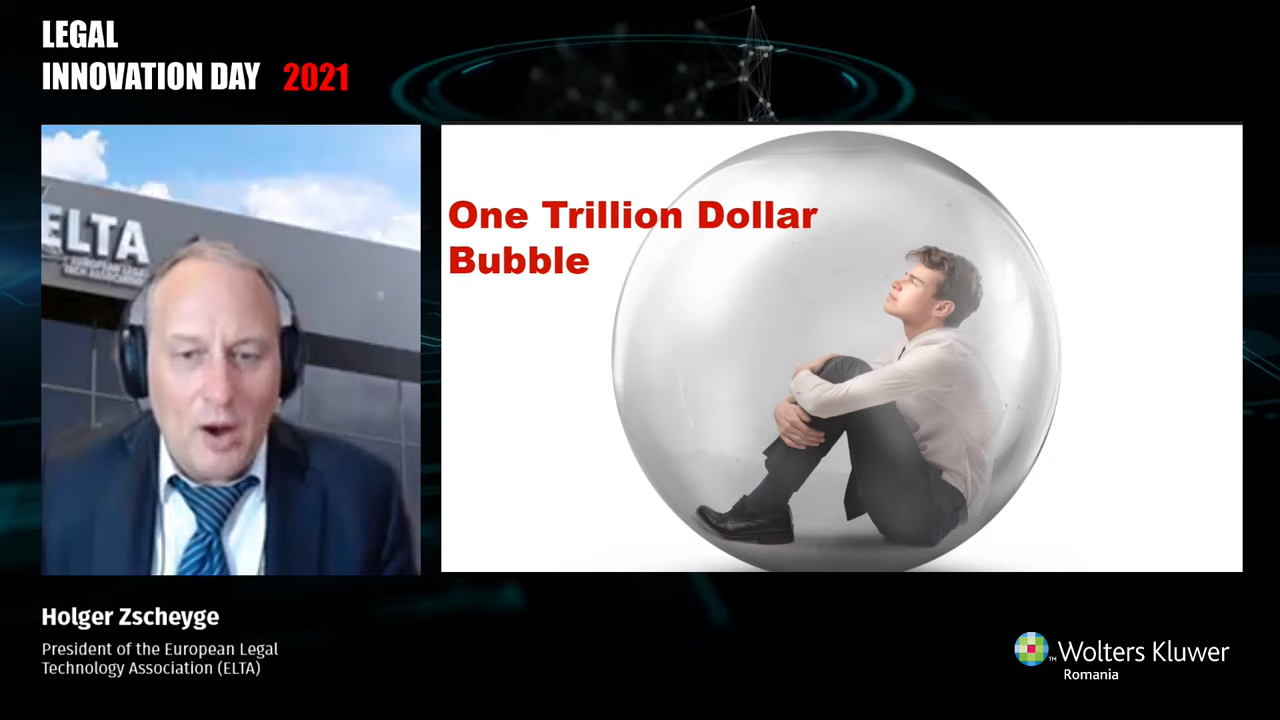 LEGAL
INNOVATION DAY 2021
ELTA
One Trillion Dollar
Bubble
Holger Zscheyge
President of the European Legal
Technology Association (ELTA)
™ Wolters Kluwer
Romania